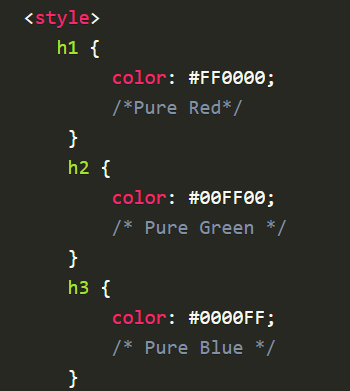 <style>
h1 {
color: #FF0000;
/*Pure Red*/
}
h2 {
color: #00FF00;
/* Pure Green */
}
h3 {
color: #0000FF;
/* Pure Blue */
}